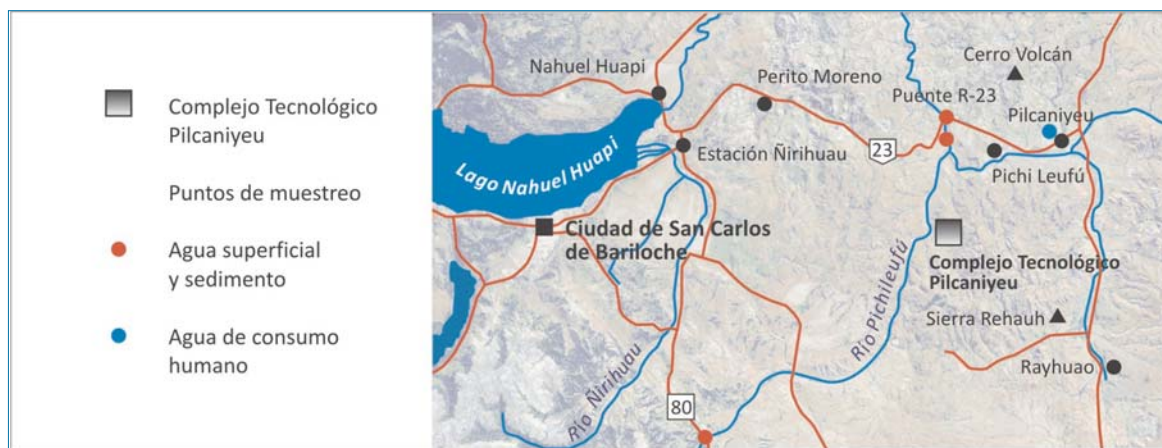 Complejo Tecnológico
Pilcaniyeu
Puntos de muestreo
Agua superficial
y sedimento
Agua de consumo
humano
Nahuel Huapi
Perito Moreno
Cerro Volcán
Puente R-23
Pilcaniyeu
Lago Nahuel Huapi
Estación Ñirihuau
23
Pichi Leufú
Ciudad de San Carlos
de Bariloche
Río Pichileufú
Complejo Tecnológico
Pilcaniyeu
Sierra Rehauh
Rayhuao
Río Ñirihuau
80